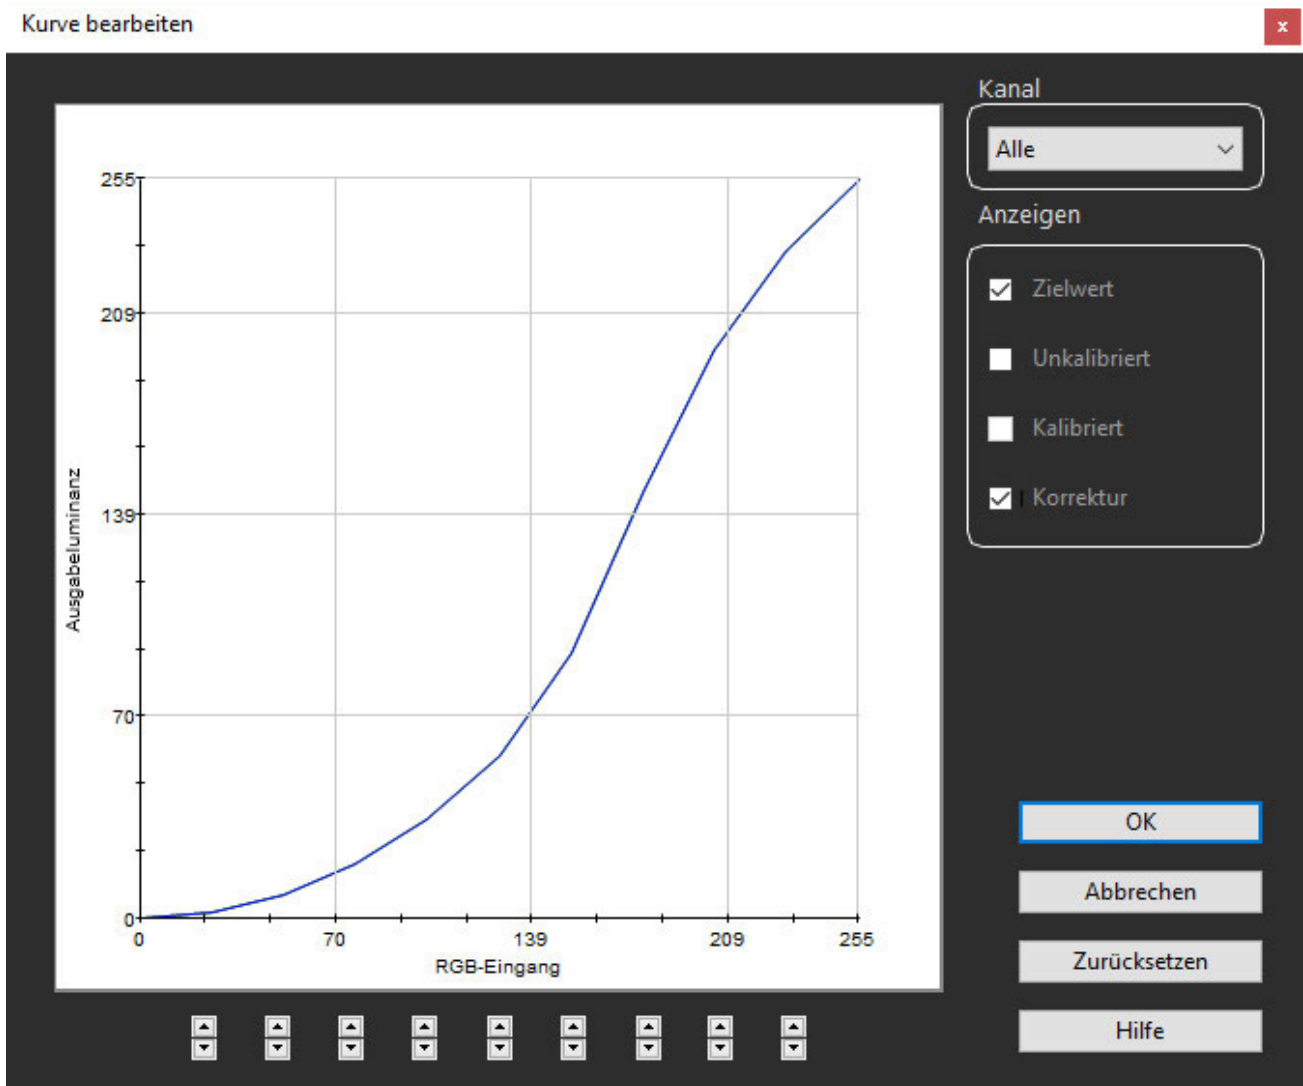 Kurve bearbeiten
x
Kanal
Alle
Anzeigen
Zielwert
Unkalibriert
Kalibriert
Korrektur
255
209
139
70
0
Ausgabeluminanz
0 70 139 209 255
RGB-Eingang
OK
Abbrechen
Zurücksetzen
Hilfe